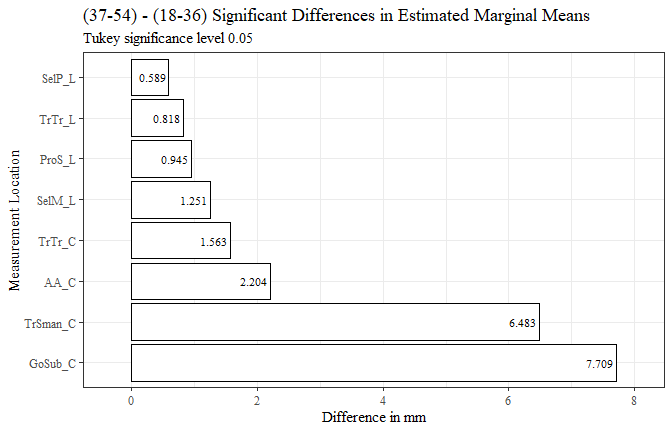 (37-54) - (18-36) Significant Differences in Estimated Marginal Means
Tukey significance level 0.05
Measurement Location
SelP_L 0.589
TrTr_L 0.818
ProS_L 0.945
SelM_L 1.251
TrTr_C 1.563
AA_C 2.204
TrSman_C 6.483
GoSub_C 7.709
0 2 4 6 8
Difference in mm